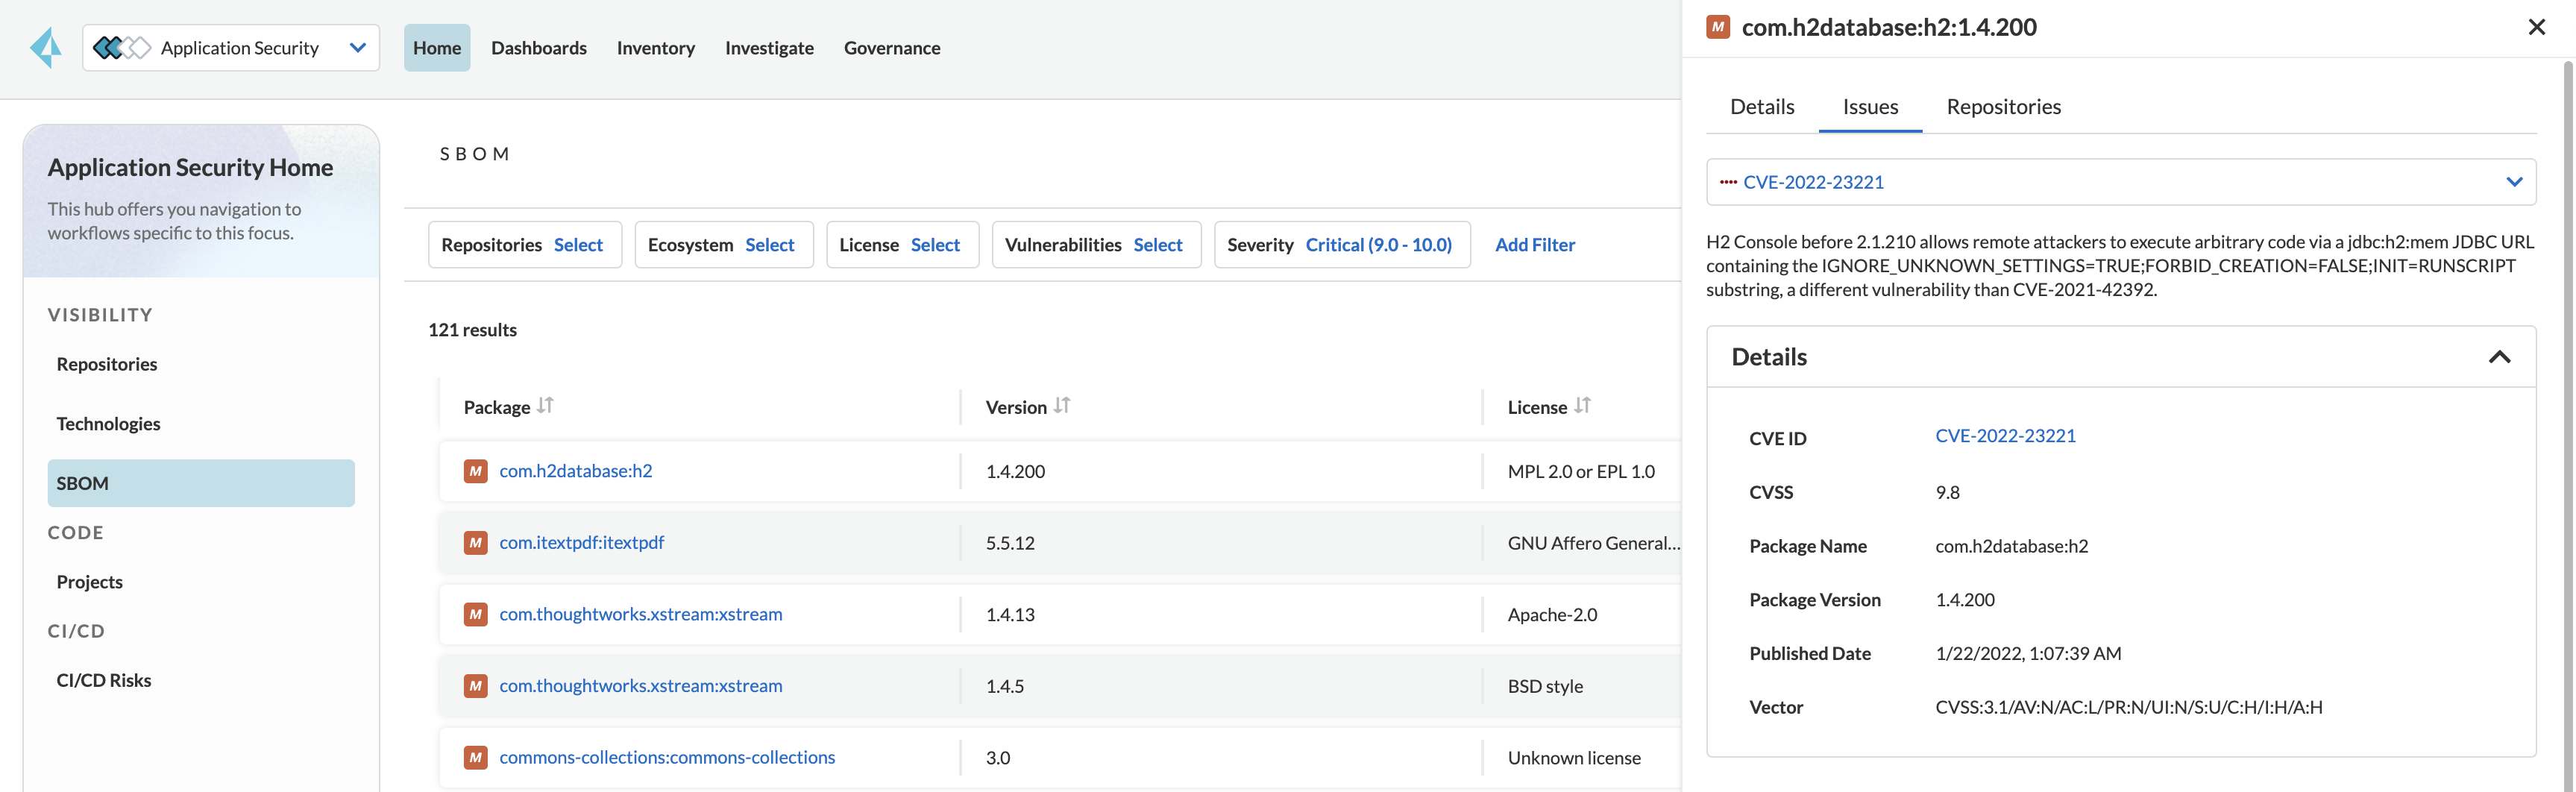 Application Security
Home
Dashboards
Inventory
Investigate
Governance
Application Security Home
This hub offers you navigation to
workflows specific to this focus.
VISIBILITY
Repositories
Technologies
SBOM
CODE
Projects
CI/CD
CI/CD Risks
SBOM
Repositories Select
Ecosystem Select
License Select
Vulnerabilities Select
Severity Critical (9.0 - 10.0)
Add Filter
121 results
Package Version License
M com.h2database:h2 1.4.200 MPL 2.0 or EPL 1.0
M com.itextpdf:itextpdf 5.5.12 GNU Affero General...
M com.thoughtworks.xstream:xstream 1.4.13 Apache-2.0
M com.thoughtworks.xstream:xstream 1.4.5 BSD style
M commons-collections:commons-collections 3.0 Unknown license
M com.h2database:h2:1.4.200
Details Issues Repositories
CVE-2022-23221
H2 Console before 2.1.210 allows remote attackers to execute arbitrary code via a jdbc:h2:mem JDBC URL
containing the IGNORE_UNKNOWN_SETTINGS=TRUE;FORBID_CREATION=FALSE;INIT=RUNSCRIPT
substring, a different vulnerability than CVE-2021-42392.
Details
CVE ID CVE-2022-23221
CVSS 9.8
Package Name com.h2database:h2
Package Version 1.4.200
Published Date 1/22/2022, 1:07:39 AM
Vector CVSS:3.1/AV:N/AC:L/PR:N/UI:N/S:U/C:H/I:H/A:H